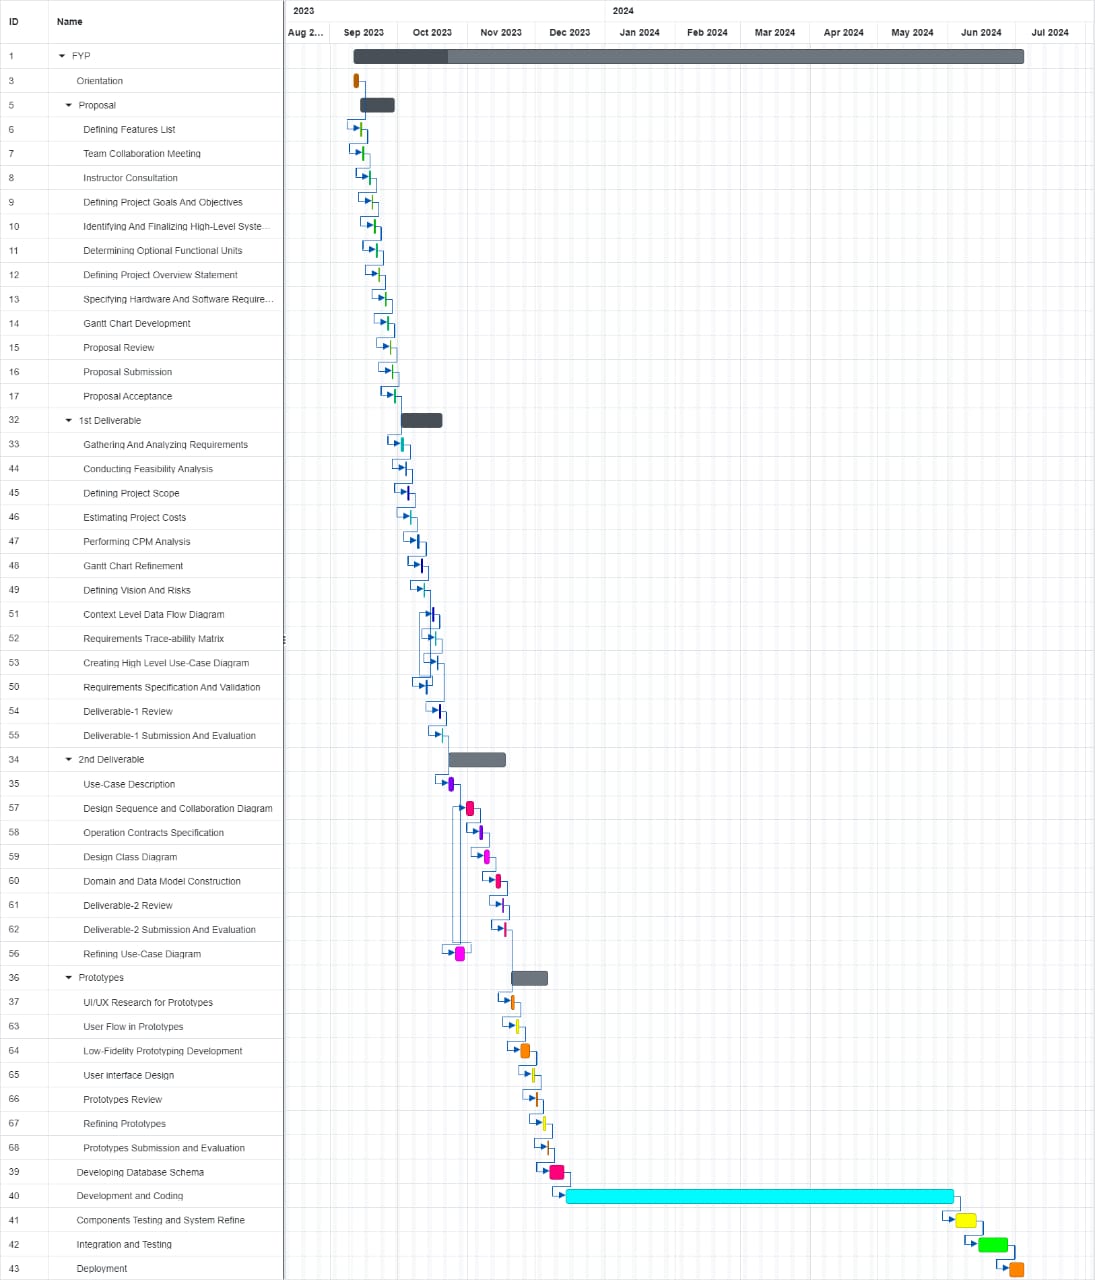 2023 2024
ID Name Aug 2... Sep 2023 Oct 2023 Nov 2023 Dec 2023 Jan 2024 Feb 2024 Mar 2024 Apr 2024 May 2024 Jun 2024 Jul 2024
1 FYP
3 Orientation
5 Proposal
6 Defining Features List
7 Team Collaboration Meeting
8 Instructor Consultation
9 Defining Project Goals And Objectives
10 Identifying And Finalizing High-Level Syste...
11 Determining Optional Functional Units
12 Defining Project Overview Statement
13 Specifying Hardware And Software Require...
14 Gantt Chart Development
15 Proposal Review
16 Proposal Submission
17 Proposal Acceptance
32 1st Deliverable
33 Gathering And Analyzing Requirements
44 Conducting Feasibility Analysis
45 Defining Project Scope
46 Estimating Project Costs
47 Performing CPM Analysis
48 Gantt Chart Refinement
49 Defining Vision And Risks
51 Context Level Data Flow Diagram
52 Requirements Trace-ability Matrix
53 Creating High Level Use-Case Diagram
50 Requirements Specification And Validation
54 Deliverable-1 Review
55 Deliverable-1 Submission And Evaluation
34 2nd Deliverable
35 Use-Case Description
57 Design Sequence and Collaboration Diagram
58 Operation Contracts Specification
59 Design Class Diagram
60 Domain and Data Model Construction
61 Deliverable-2 Review
62 Deliverable-2 Submission And Evaluation
56 Refining Use-Case Diagram
36 Prototypes
37 UI/UX Research for Prototypes
63 User Flow in Prototypes
64 Low-Fidelity Prototyping Development
65 User interface Design
66 Prototypes Review
67 Refining Prototypes
68 Prototypes Submission and Evaluation
39 Developing Database Schema
40 Development and Coding
41 Components Testing and System Refine
42 Integration and Testing
43 Deployment